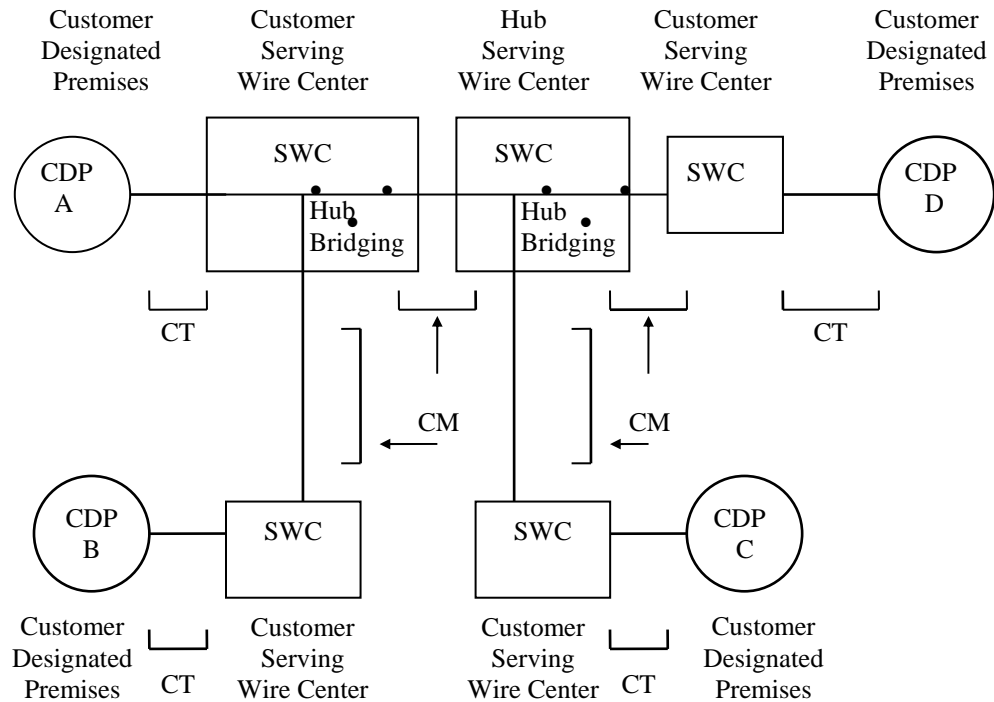 Customer
Designated
Premises
Customer
Serving
Wire Center
Hub
Serving
Wire Center
Customer
Serving
Wire Center
Customer
Designated
Premises
CDP
A
SWC
Hub
Bridging
SWC
Hub
Bridging
SWC
CDP
D
CT
CT
CM
CM
CDP
B
SWC
SWC
CDP
C
Customer
Designated
Premises
CT
Customer
Serving
Wire Center
Customer
Serving
Wire Center
CT
Customer
Designated
Premises